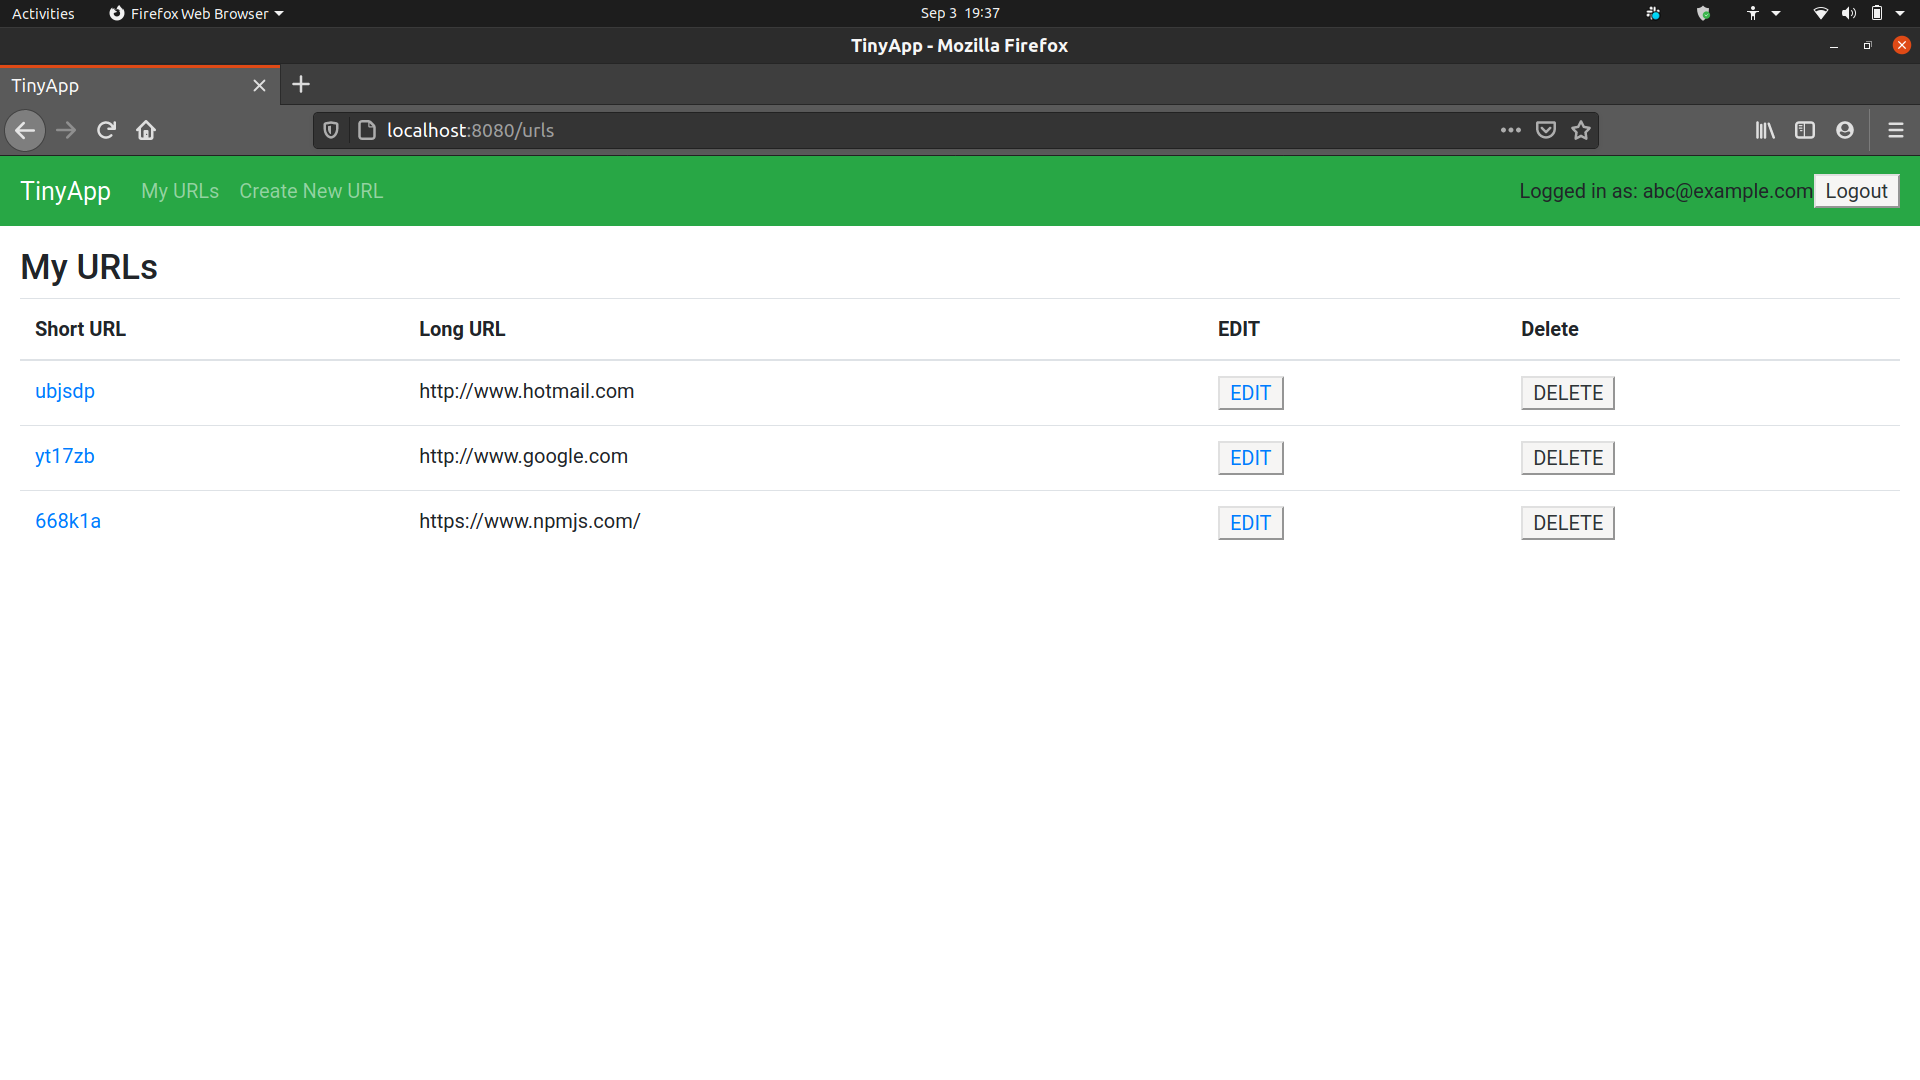 Activities Firefox Web Browser Sep 3 19:37
TinyApp - Mozilla Firefox
TinyApp
localhost:8080/urls
TinyApp My URLs Create New URL Logged in as: abc@example.com Logout
My URLs
Short URL Long URL EDIT Delete
ubjsdp http://www.hotmail.com EDIT DELETE
yt17zb http://www.google.com EDIT DELETE
668k1a https://www.npmjs.com/ EDIT DELETE